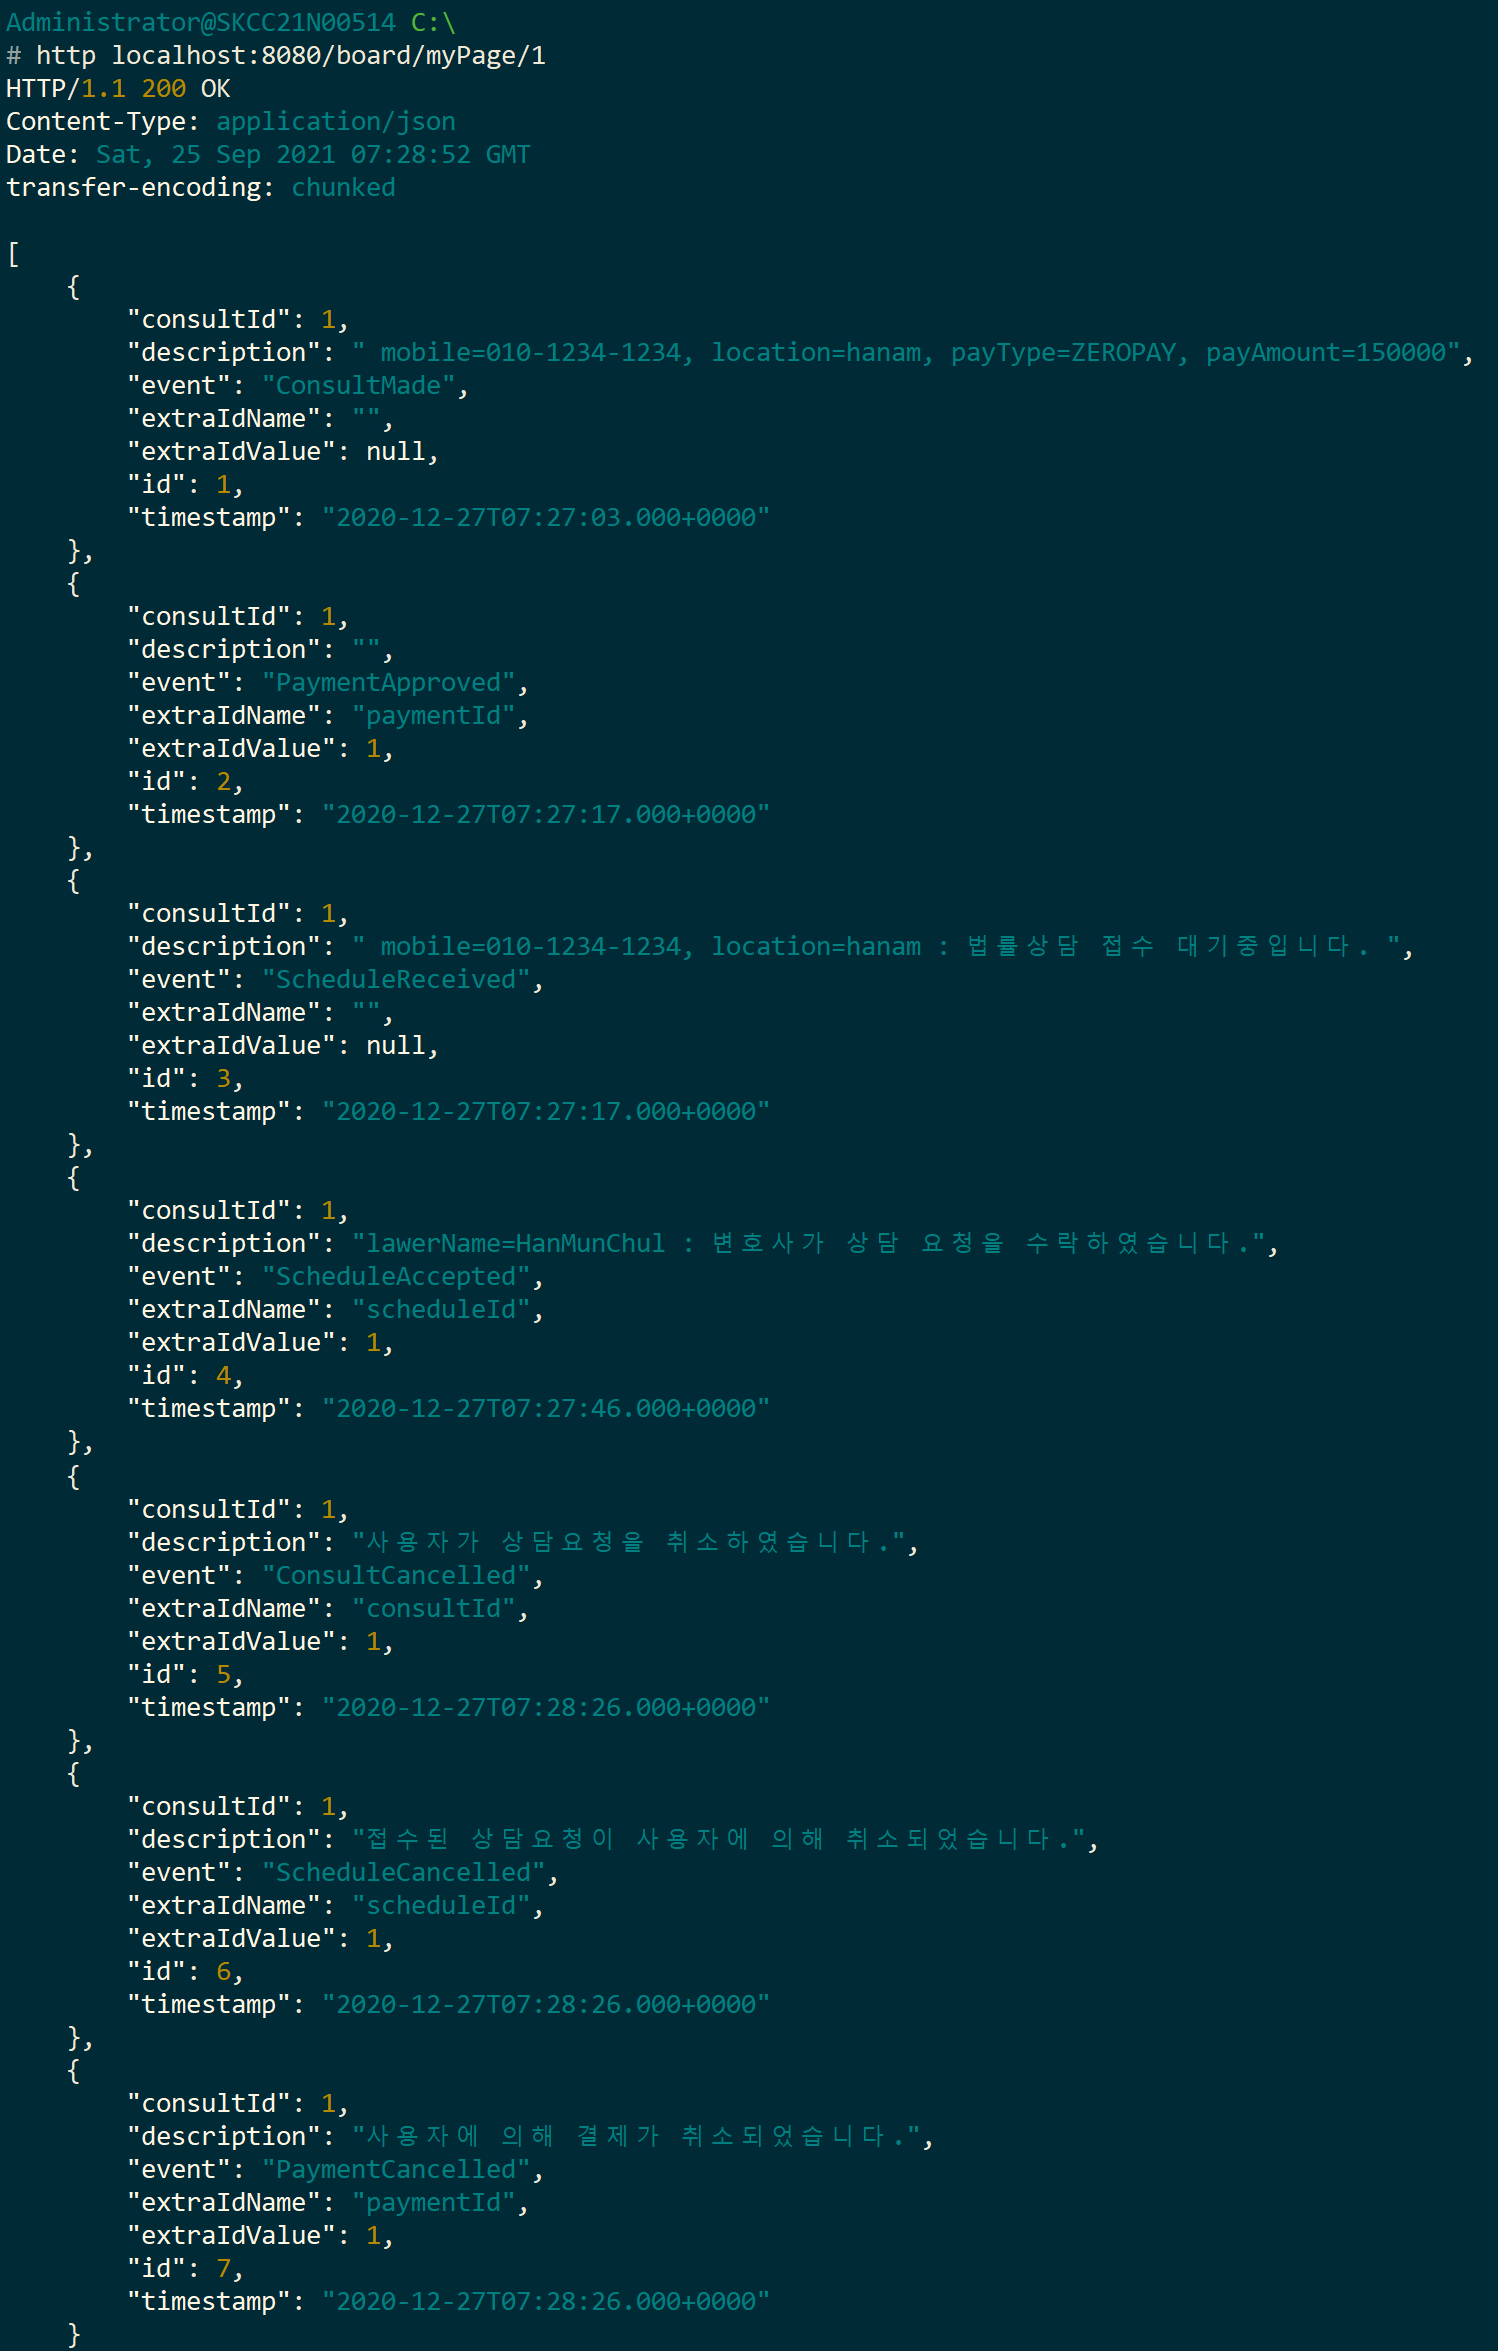 Administrator@SKCC21N00514 C:\
# http localhost:8080/board/myPage/1
HTTP/1.1 200 OK
Content-Type: application/json
Date: Sat, 25 Sep 2021 07:28:52 GMT
transfer-encoding: chunked
[
{
"consultId": 1,
"description": " mobile=010-1234-1234, location=hanam, payType=ZEROPAY, payAmount=150000",
"event": "ConsultMade",
"extraIdName": "",
"extraIdValue": null,
"id": 1,
"timestamp": "2020-12-27T07:27:03.000+0000"
},
{
"consultId": 1,
"description": "",
"event": "PaymentApproved",
"extraIdName": "paymentId",
"extraIdValue": 1,
"id": 2,
"timestamp": "2020-12-27T07:27:17.000+0000"
},
{
"consultId": 1,
"description": " mobile=010-1234-1234, location=hanam : 법률상담 접수 대기중입니다. ",
"event": "ScheduleReceived",
"extraIdName": "",
"extraIdValue": null,
"id": 3,
"timestamp": "2020-12-27T07:27:17.000+0000"
},
{
"consultId": 1,
"description": "lawerName=HanMunChul : 변호사가 상담 요청을 수락하였습니다.",
"event": "ScheduleAccepted",
"extraIdName": "scheduleId",
"extraIdValue": 1,
"id": 4,
"timestamp": "2020-12-27T07:27:46.000+0000"
},
{
"consultId": 1,
"description": "사용자가 상담요청을 취소하였습니다.",
"event": "ConsultCancelled",
"extraIdName": "consultId",
"extraIdValue": 1,
"id": 5,
"timestamp": "2020-12-27T07:28:26.000+0000"
},
{
"consultId": 1,
"description": "접수된 상담요청이 사용자에 의해 취소되었습니다.",
"event": "ScheduleCancelled",
"extraIdName": "scheduleId",
"extraIdValue": 1,
"id": 6,
"timestamp": "2020-12-27T07:28:26.000+0000"
},
{
"consultId": 1,
"description": "사용자에 의해 결제가 취소되었습니다.",
"event": "PaymentCancelled",
"extraIdName": "paymentId",
"extraIdValue": 1,
"id": 7,
"timestamp": "2020-12-27T07:28:26.000+0000"
}